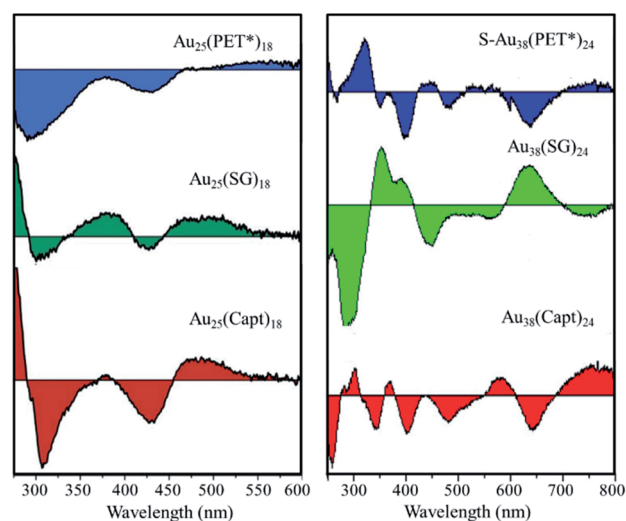 Au25(PET*)18
Au25(SG)18
Au25(Capt)18
300 350 400 450 500 550 600
Wavelength (nm)
S-Au38(PET*)24
Au38(SG)24
Au38(Capt)24
300 400 500 600 700 800
Wavelength (nm)